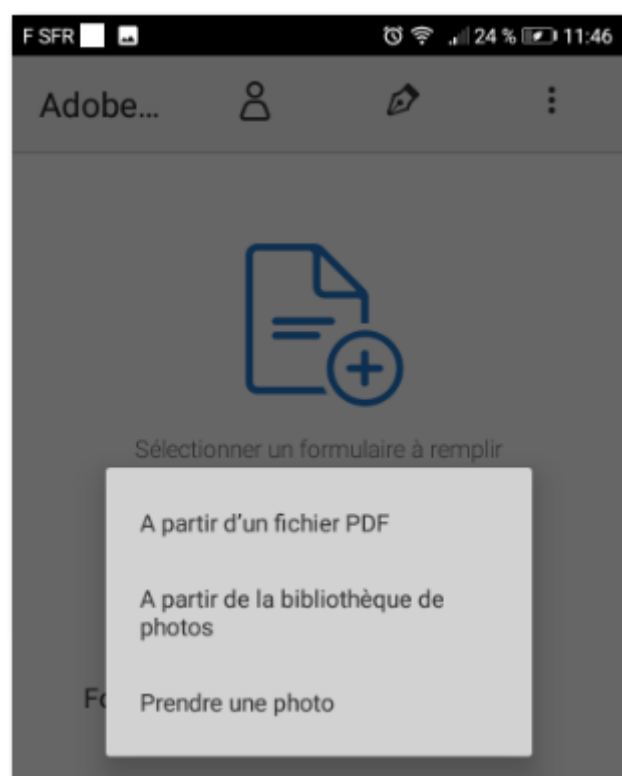 F SFR 24 % 11:46
Adobe...
Sélectionner un formulaire à remplir
A partir d'un fichier PDF
A partir de la bibliothèque de
photos
Fo
Prendre une photo